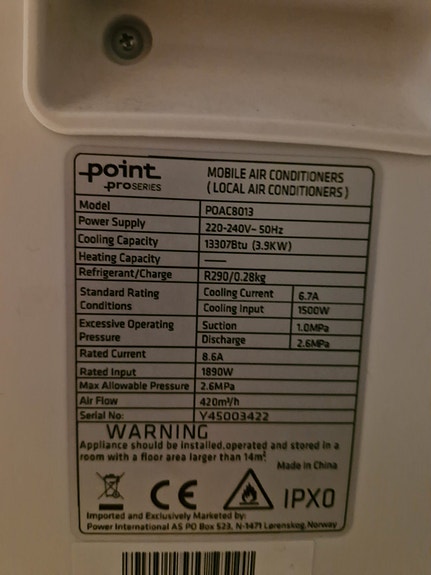 point
proSERIES
MOBILE AIR CONDITIONERS
(LOCAL AIR CONDITIONERS)
Model POAC8013
Power Supply 220-240V~ 50Hz
Cooling Capacity 13307Btu (3.9KW)
Heating Capacity ——
Refrigerant/Charge R290/0.28kg
Standard Rating Conditions Cooling Current 6.7A
Cooling Input 1500W
Excessive Operating Pressure Suction 1.0MPa
Discharge 2.6MPa
Rated Current 8.6A
Rated Input 1890W
Max Allowable Pressure 2.6MPa
Air Flow 420m³/h
Serial No: Y45003422
WARNING
Appliance should be installed,operated and stored in a
room with a floor area larger than 14m²
Made in China
CE IPX0
Imported and Exclusively Marketed by:
Power International AS PO Box 523, N-1471 Lørenskog, Norway